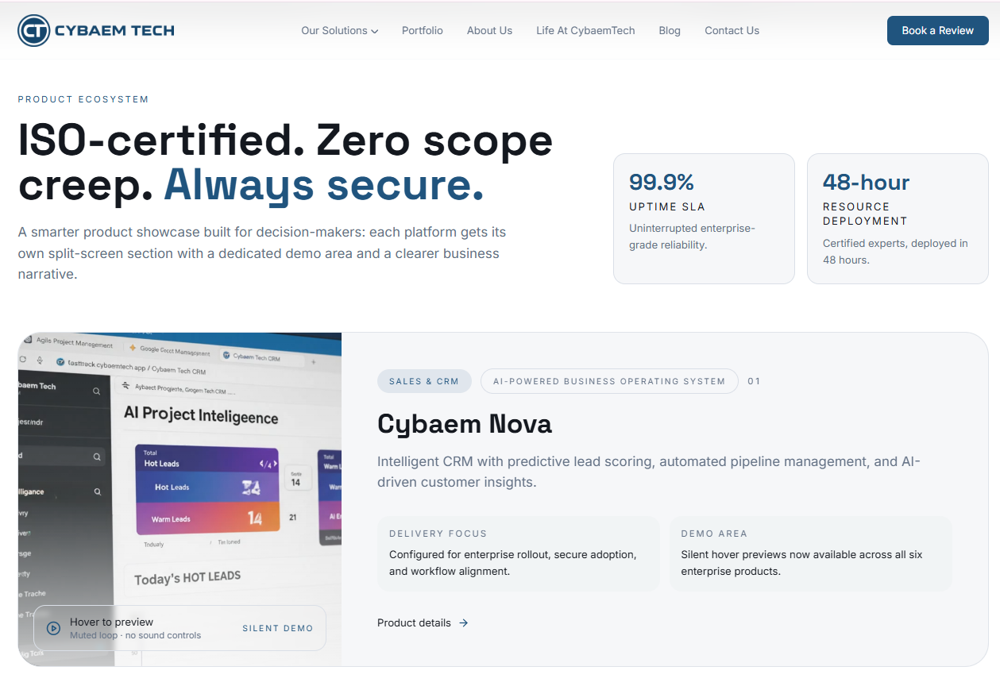 CT CYBAEM TECH
Our Solutions
Portfolio
About Us
Life At CybaemTech
Blog
Contact Us
Book a Review
PRODUCT ECOSYSTEM
ISO-certified. Zero scope
creep. Always secure.
A smarter product showcase built for decision-makers: each platform gets its
own split-screen section with a dedicated demo area and a clearer business
narrative.
99.9%
UPTIME SLA
Uninterrupted enterprise-
grade reliability.
48-hour
RESOURCE
DEPLOYMENT
Certified experts, deployed in
48 hours.
Agile Project Management
Google Management
Cybaem Tech CRM
fasttrack.cyboemtech app / Cybaem Tech CRM
baem Tech
Tech CRM
AI Project Inteligeence
Total
Hot Leads
Hot Leads
Warm Leads
14
14
21
Total
Warm L
Warn
AI E
lligance
Today's HOT LEADS
Hover to preview
Muted loop · no sound controls
SILENT DEMO
SALES & CRM
AI-POWERED BUSINESS OPERATING SYSTEM
01
Cybaem Nova
Intelligent CRM with predictive lead scoring, automated pipeline management, and AI-
driven customer insights.
DELIVERY FOCUS
Configured for enterprise rollout, secure adoption,
and workflow alignment.
DEMO AREA
Silent hover previews now available across all six
enterprise products.
Product details